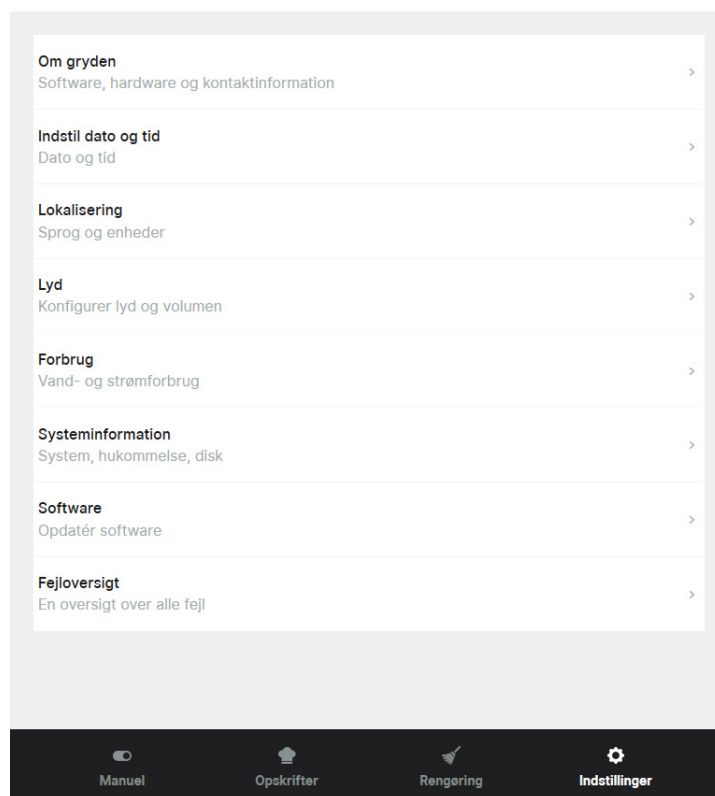 Om gryden
Software, hardware og kontaktinformation
Indstil dato og tid
Dato og tid
Lokalisering
Sprog og enheder
Lyd
Konfigurer lyd og volumen
Forbrug
Vand- og strømforbrug
Systeminformation
System, hukommelse, disk
Software
Opdatér software
Fejloversigt
En oversigt over alle fejl
Manuel Opskrifter Rengøring Indstillinger